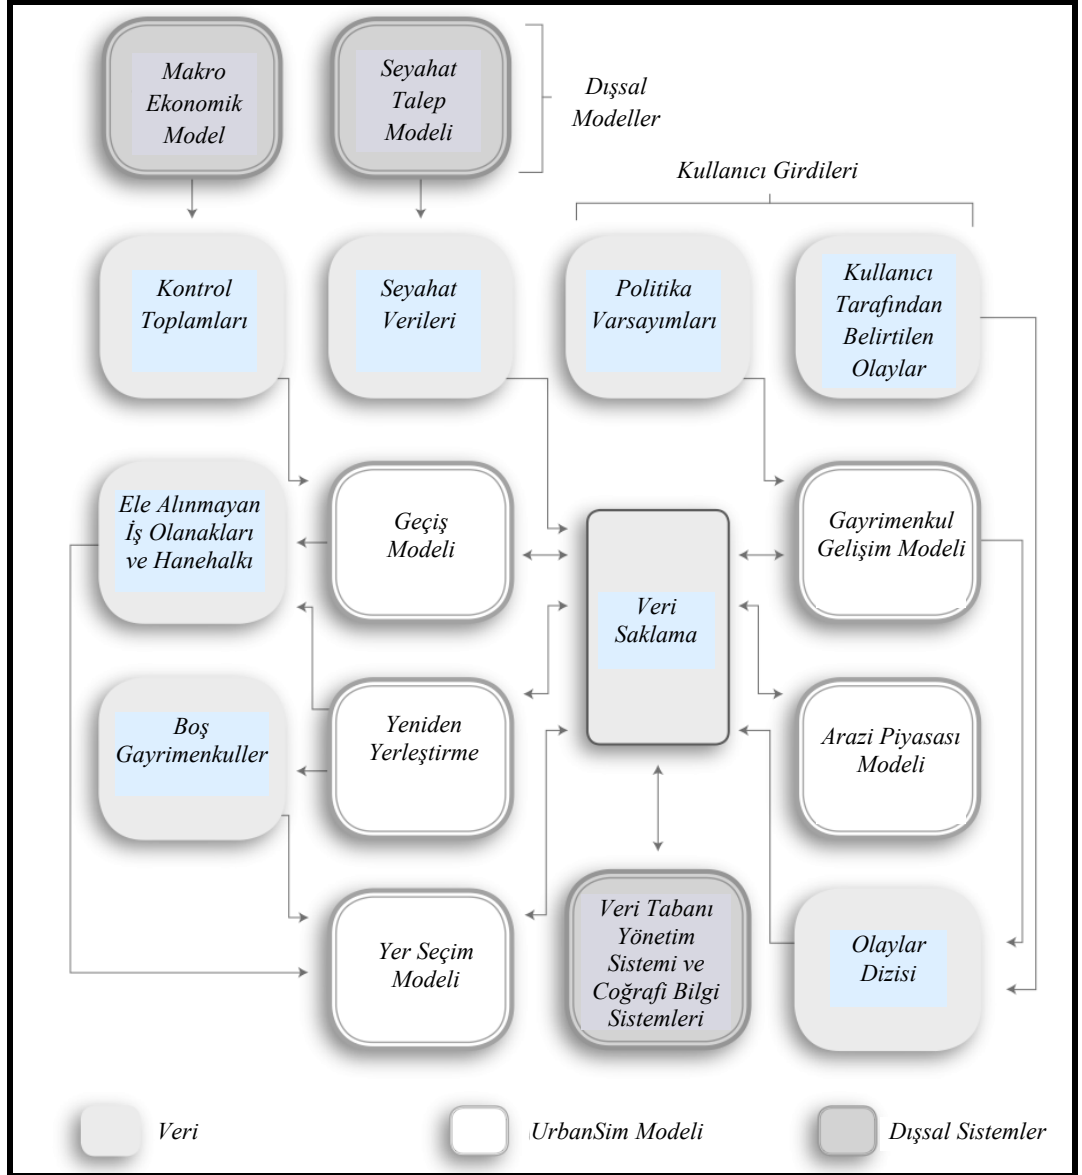 Makro
Ekonomik
Model
Seyahat
Talep
Modeli
Dışsal
Modeller
Kullanıcı Girdileri
Kontrol
Toplamları
Seyahat
Verileri
Politika
Varsayımları
Kullanıcı
Tarafından
Belirtilen
Olaylar
Ele Alınmayan
İş Olanakları
ve Hanehalkı
Geçiş
Modeli
Veri
Saklama
Gayrimenkul
Gelişim Modeli
Boş
Gayrimenkuller
Yeniden
Yerleştirme
Arazi Piyasası
Modeli
Yer Seçim
Modeli
Veri Tabanı
Yönetim
Sistemi ve
Coğrafi Bilgi
Sistemleri
Olaylar
Dizisi
Veri
UrbanSim Modeli
Dışsal Sistemler